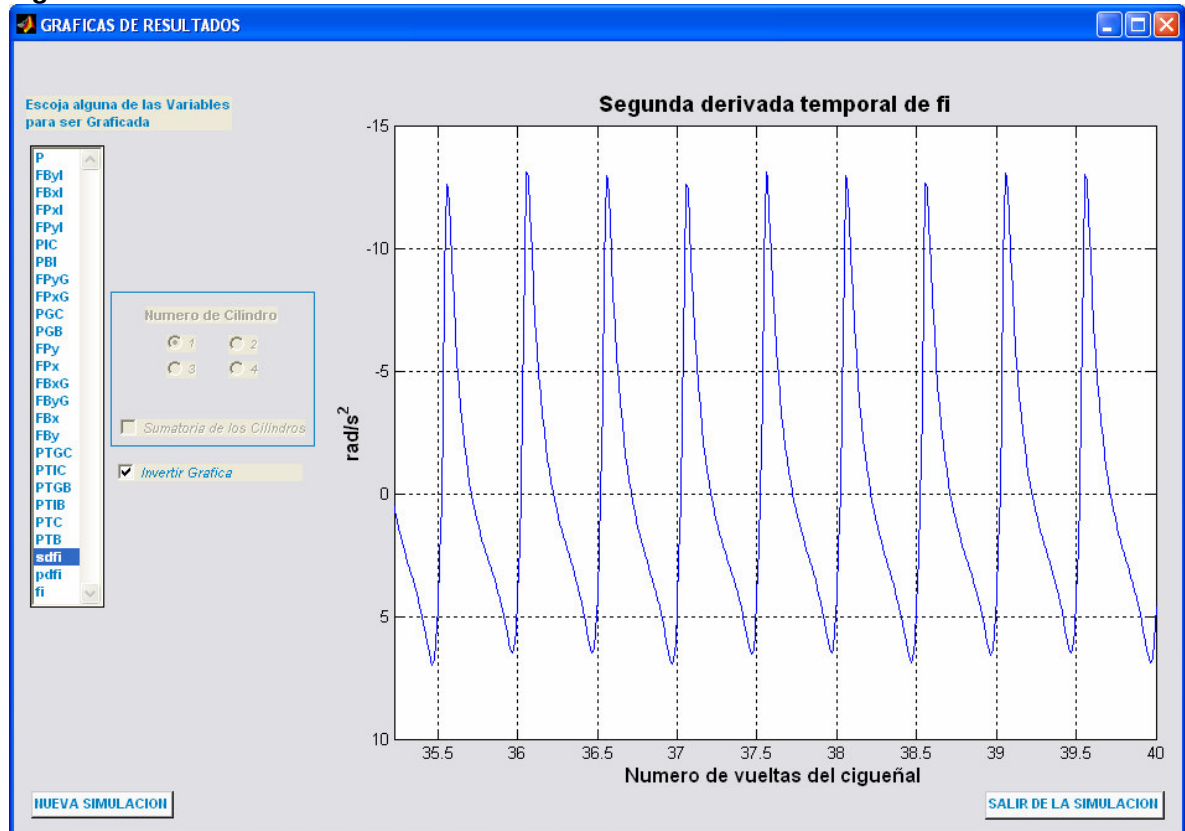 GRAFICAS DE RESULTADOS
Escoja alguna de las Variables
para ser Graficada
P
FByI
FBxI
FPxI
FPyI
PIC
PBI
FPyG
FPxG
PGC
PGB
FPy
FPx
FBxG
FByG
FBx
FBy
PTGC
PTIC
PTGB
PTIB
PTC
PTB
sdfi
pdfi
fi
Numero de Cilindro
1 2
3 4
Sumatoria de los Cilindros
Invertir Grafica
Segunda derivada temporal de fi
-15
-10
-5
0
5
10
rad/s²
35.5 36 36.5 37 37.5 38 38.5 39 39.5 40
Numero de vueltas del cigueñal
NUEVA SIMULACION
SALIR DE LA SIMULACION